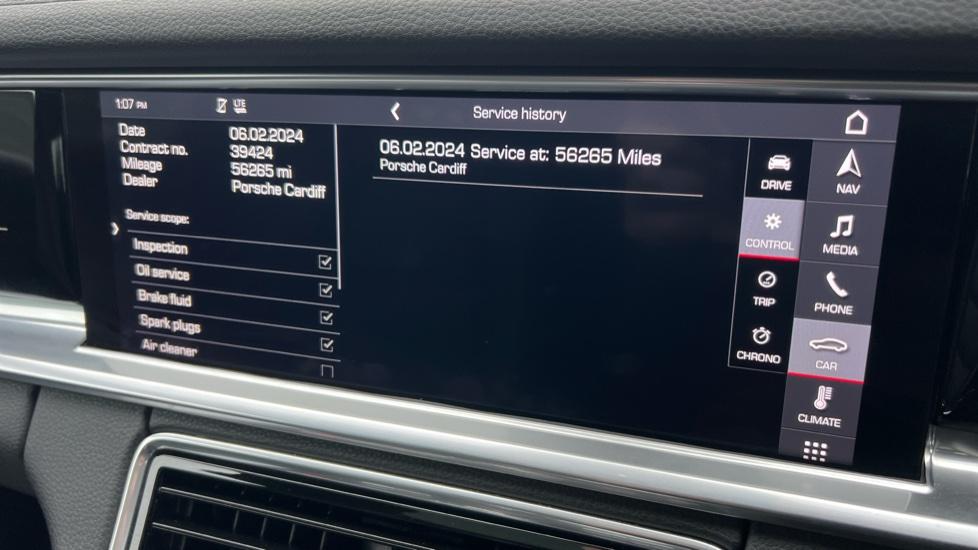 1:07 PM
LTE
Service history
Date 06.02.2024
Contract no. 39424
Mileage 56265 mi
Dealer Porsche Cardiff
Service scope:
Inspection
Oil service
Brake fluid
Spark plugs
Air cleaner
06.02.2024 Service at: 56265 Miles
Porsche Cardiff
DRIVE
CONTROL
TRIP
CHRONO
NAV
MEDIA
PHONE
CAR
CLIMATE